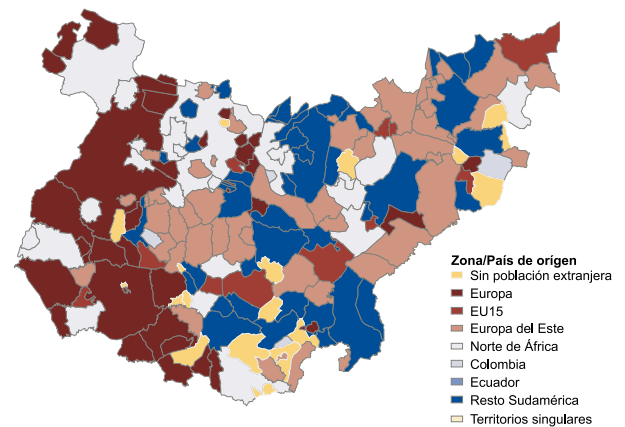 Zona/País de orígen
Sin población extranjera
Europa
EU15
Europa del Este
Norte de África
Colombia
Ecuador
Resto Sudamérica
Territorios singulares